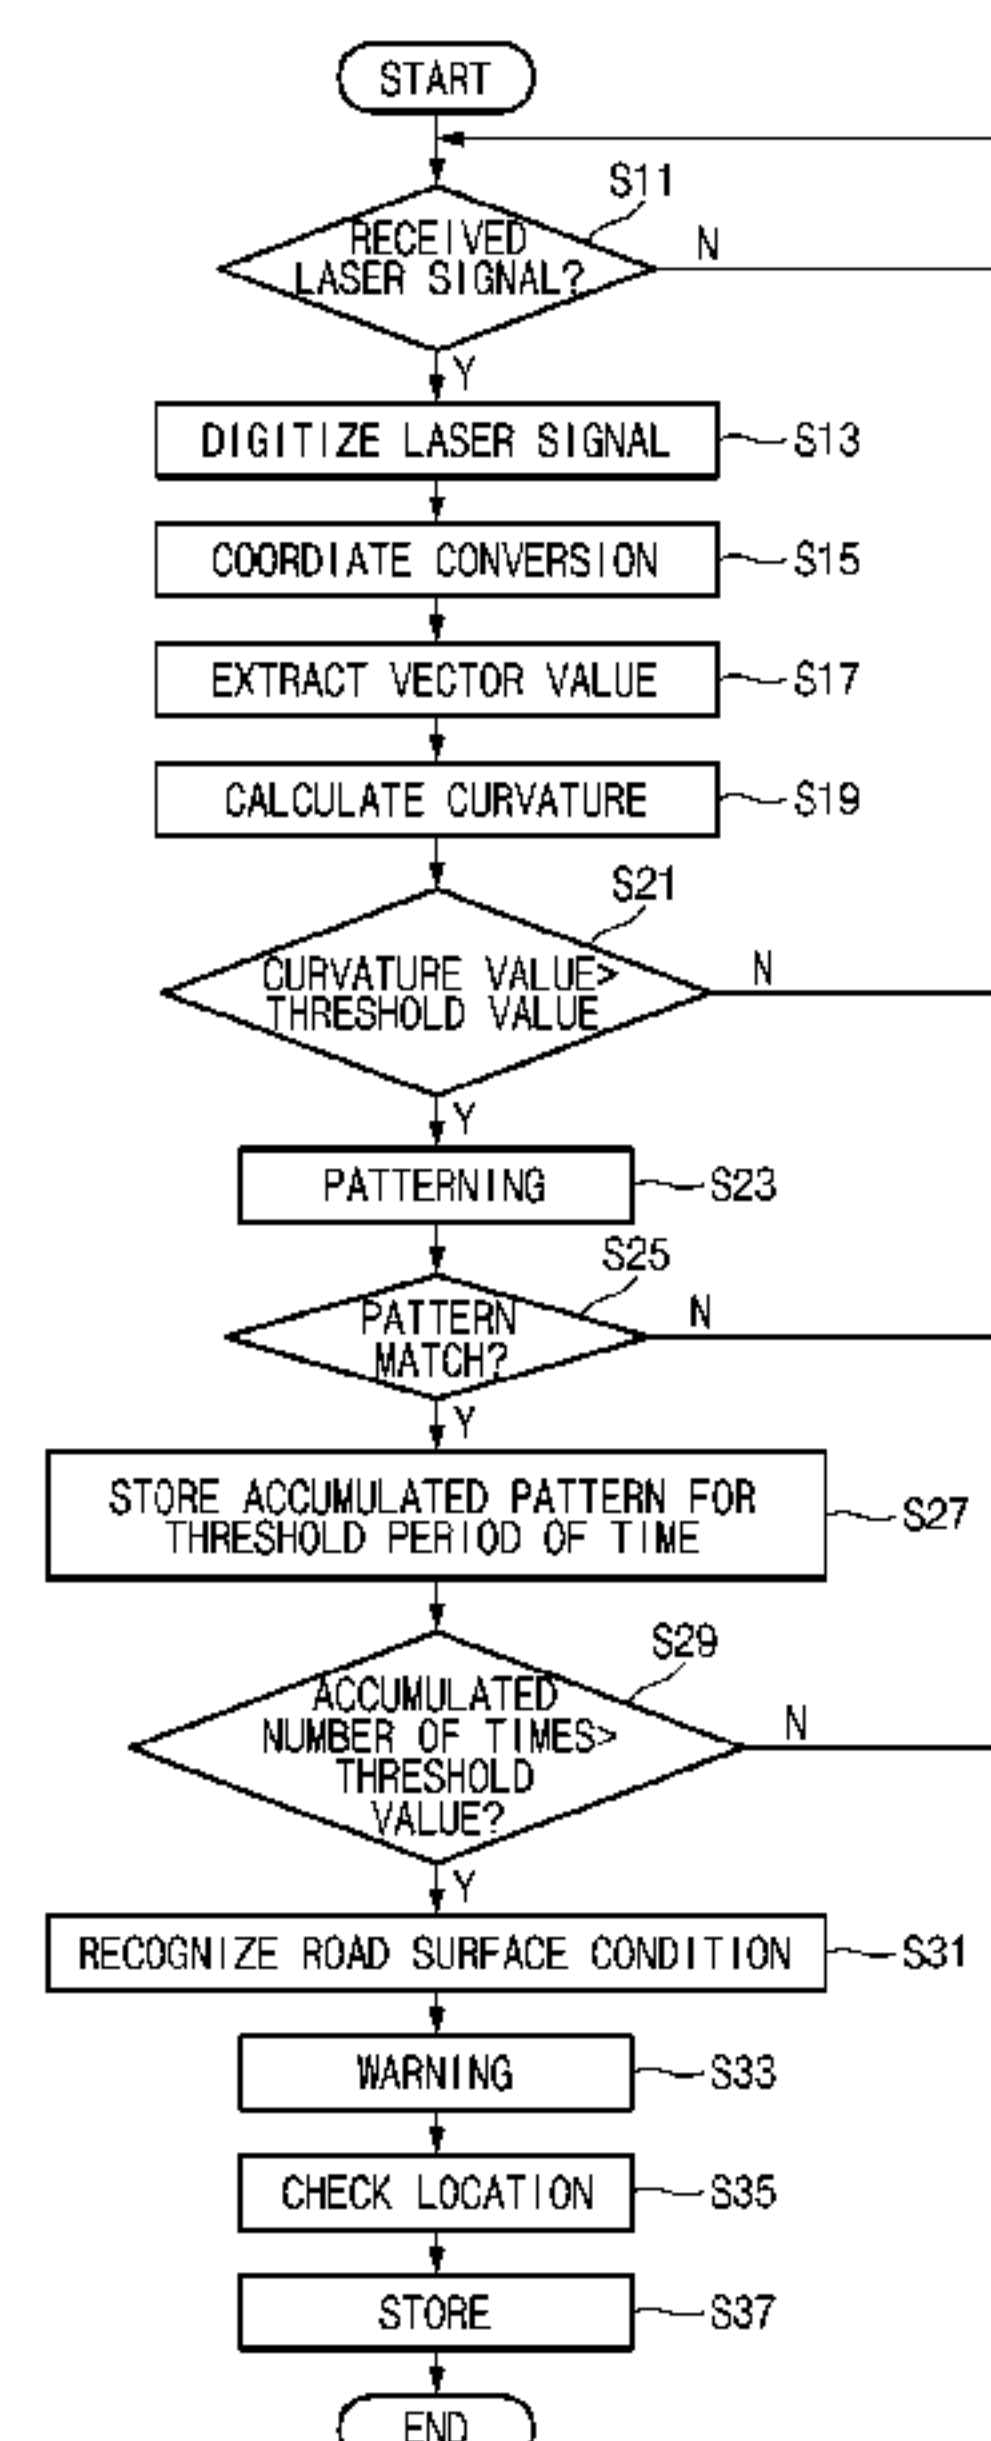 START
S11
RECEIVED
LASER SIGNAL?
N
Y
DIGITIZE LASER SIGNAL
S13
COORDIATE CONVERSION
S15
EXTRACT VECTOR VALUE
S17
CALCULATE CURVATURE
S19
S21
CURVATURE VALUE>
THRESHOLD VALUE
N
Y
PATTERNING
S23
S25
PATTERN
MATCH?
N
Y
STORE ACCUMULATED PATTERN FOR
THRESHOLD PERIOD OF TIME
S27
S29
ACCUMULATED
NUMBER OF TIMES>
THRESHOLD
VALUE?
N
Y
RECOGNIZE ROAD SURFACE CONDITION
S31
WARNING
S33
CHECK LOCATION
S35
STORE
S37
END